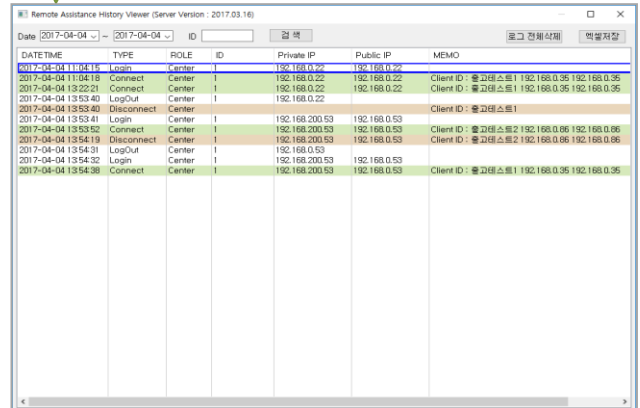 Remote Assistance History Viewer (Server Version : 2017.03.16)
Date 2017-04-04 ~ 2017-04-04 ID 검 색 로그 전체삭제 엑셀저장
DATETIME TYPE ROLE ID Private IP Public IP MEMO
2017-04-04 11:04:15 Login Center 1 192.168.0.22 192.168.0.22
2017-04-04 11:04:18 Connect Center 1 192.168.0.22 192.168.0.22 Client ID : 출고테스트1 192.168.0.35 192.168.0.35
2017-04-04 13:22:21 Connect Center 1 192.168.0.22 192.168.0.22 Client ID : 출고테스트1 192.168.0.35 192.168.0.35
2017-04-04 13:53:40 LogOut Center 1 192.168.0.22
2017-04-04 13:53:40 Disconnect Center Client ID : 출고테스트1
2017-04-04 13:53:41 Login Center 1 192.168.200.53 192.168.0.53
2017-04-04 13:53:52 Connect Center 1 192.168.200.53 192.168.0.53 Client ID : 출고테스트2 192.168.0.86 192.168.0.86
2017-04-04 13:54:19 Disconnect Center 1 192.168.200.53 192.168.0.53 Client ID : 출고테스트2 192.168.0.86 192.168.0.86
2017-04-04 13:54:31 LogOut Center 1 192.168.0.53
2017-04-04 13:54:32 Login Center 1 192.168.200.53 192.168.0.53
2017-04-04 13:54:38 Connect Center 1 192.168.200.53 192.168.0.53 Client ID : 출고테스트1 192.168.0.35 192.168.0.35